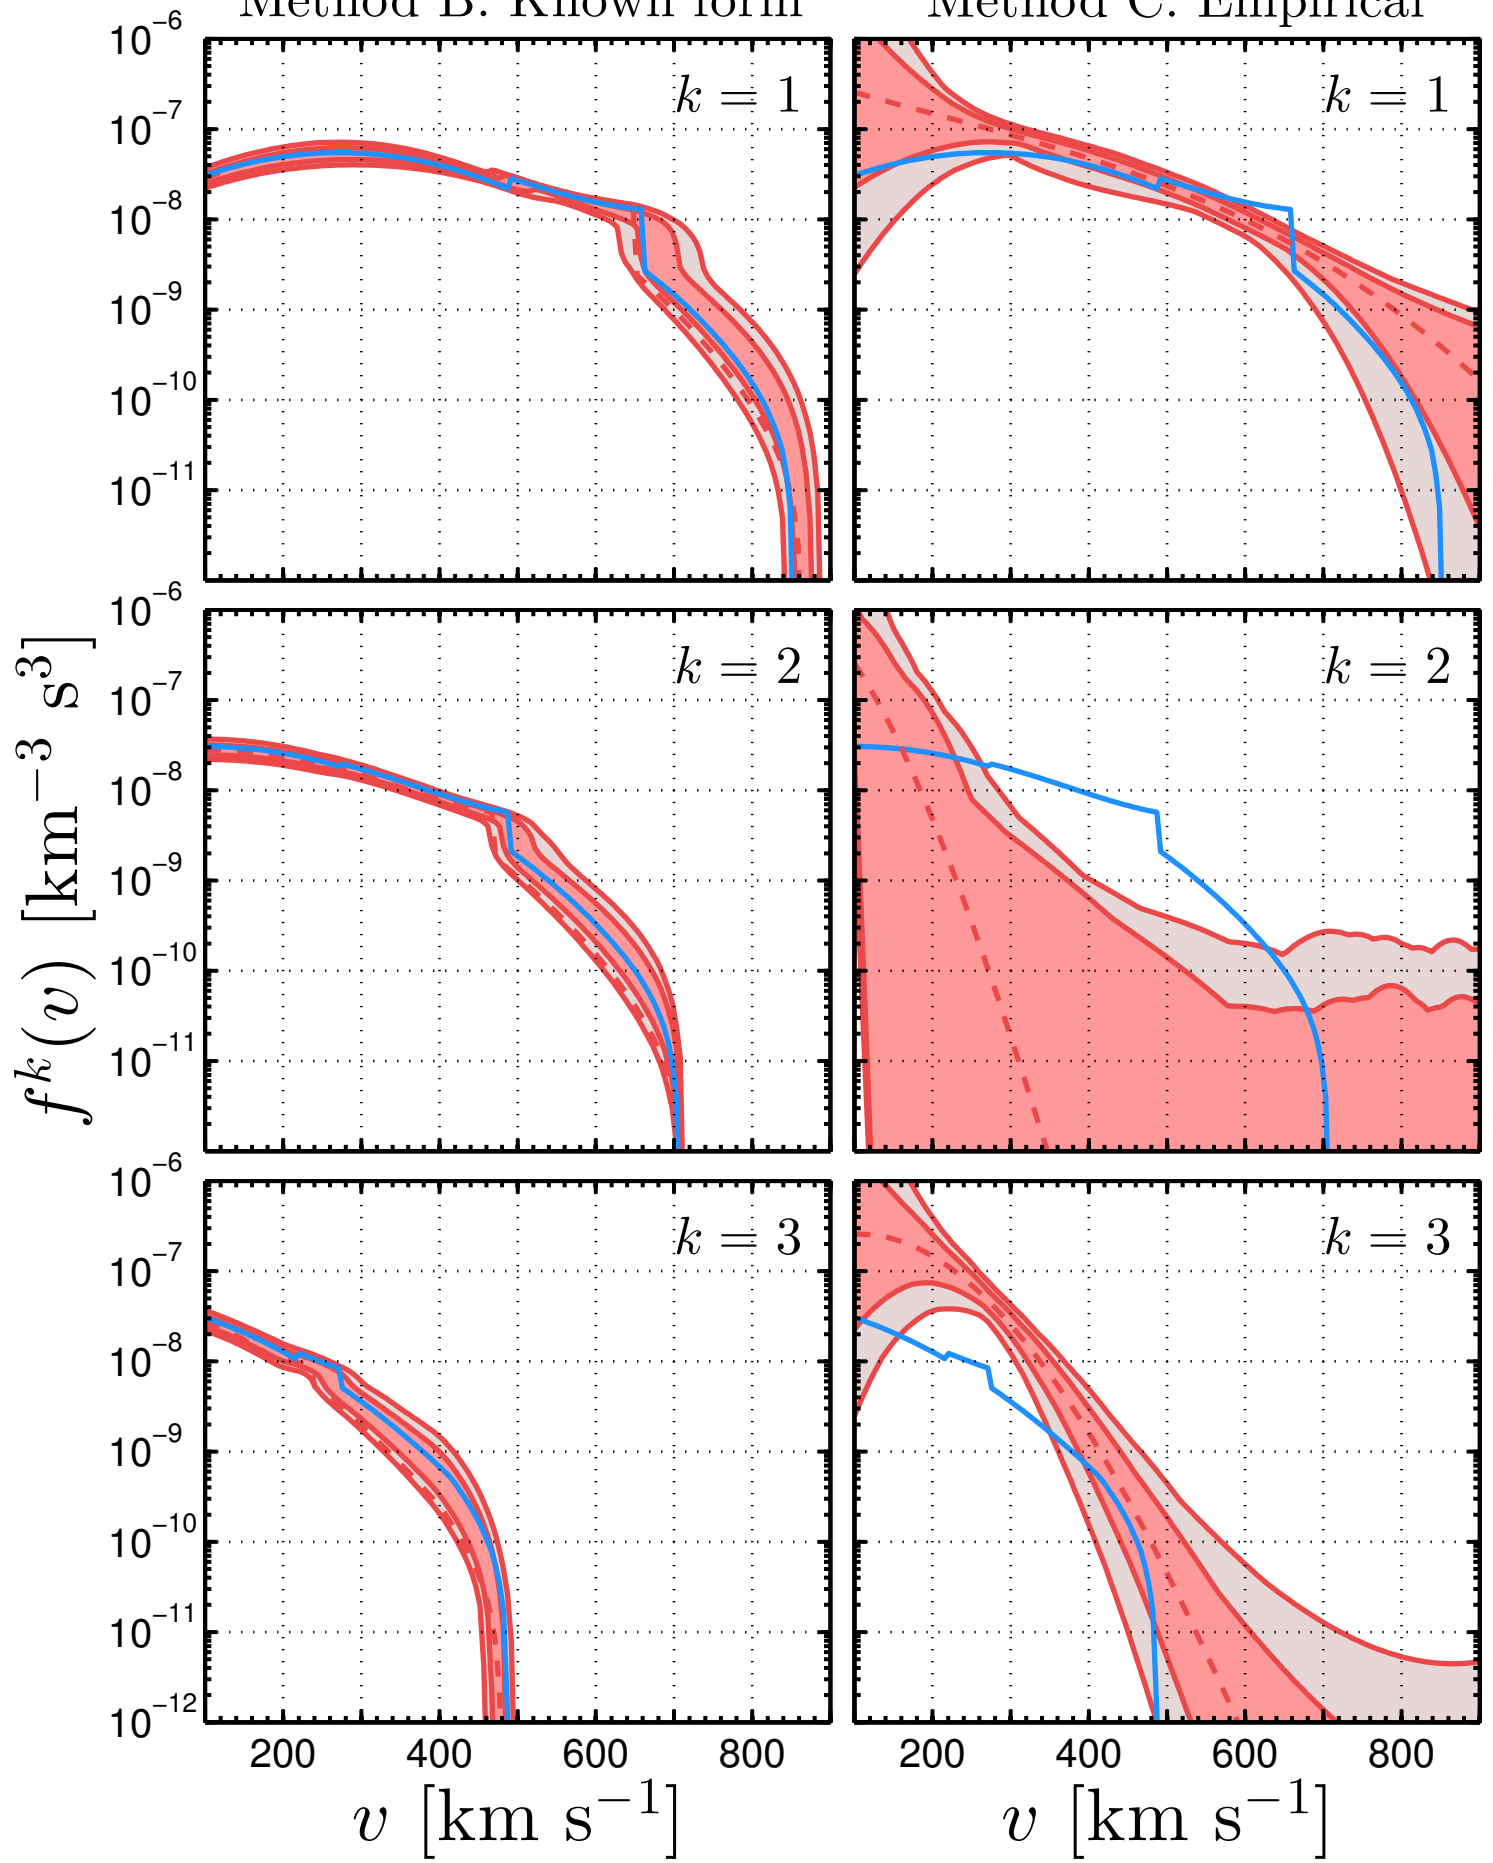 Method B: Known form Method C: Empirical
10⁻⁶
k = 1 k = 1
10⁻⁷
10⁻⁸
10⁻⁹
10⁻¹⁰
10⁻¹¹
10⁻⁶
k = 2 k = 2
10⁻⁷
10⁻⁸
10⁻⁹
10⁻¹⁰
10⁻¹¹
fᵏ(v) [km⁻³ s³]
10⁻⁶
k = 3 k = 3
10⁻⁷
10⁻⁸
10⁻⁹
10⁻¹⁰
10⁻¹¹
10⁻¹²
200 400 600 800 200 400 600 800
v [km s⁻¹] v [km s⁻¹]